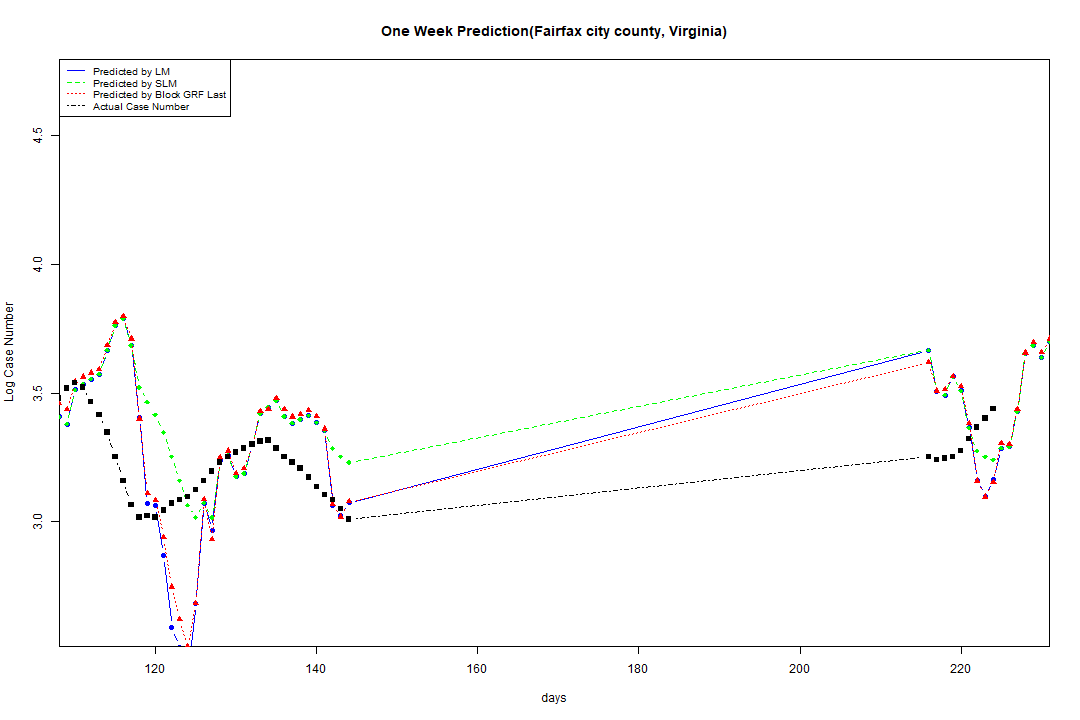 One Week Prediction(Fairfax city county, Virginia)
Predicted by LM
Predicted by SLM
Predicted by Block GRF Last
Actual Case Number
4.5
4.0
3.5
3.0
Log Case Number
120 140 160 180 200 220
days